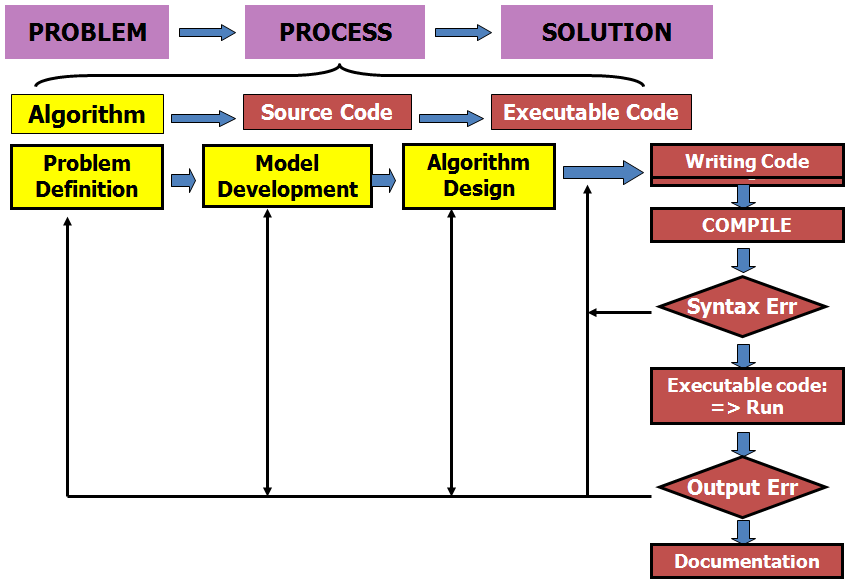 PROBLEM
PROCESS
SOLUTION
Algorithm
Source Code
Executable Code
Problem
Definition
Model
Development
Algorithm
Design
Writing Code
COMPILE
Syntax Err
Executable code:
=> Run
Output Err
Documentation